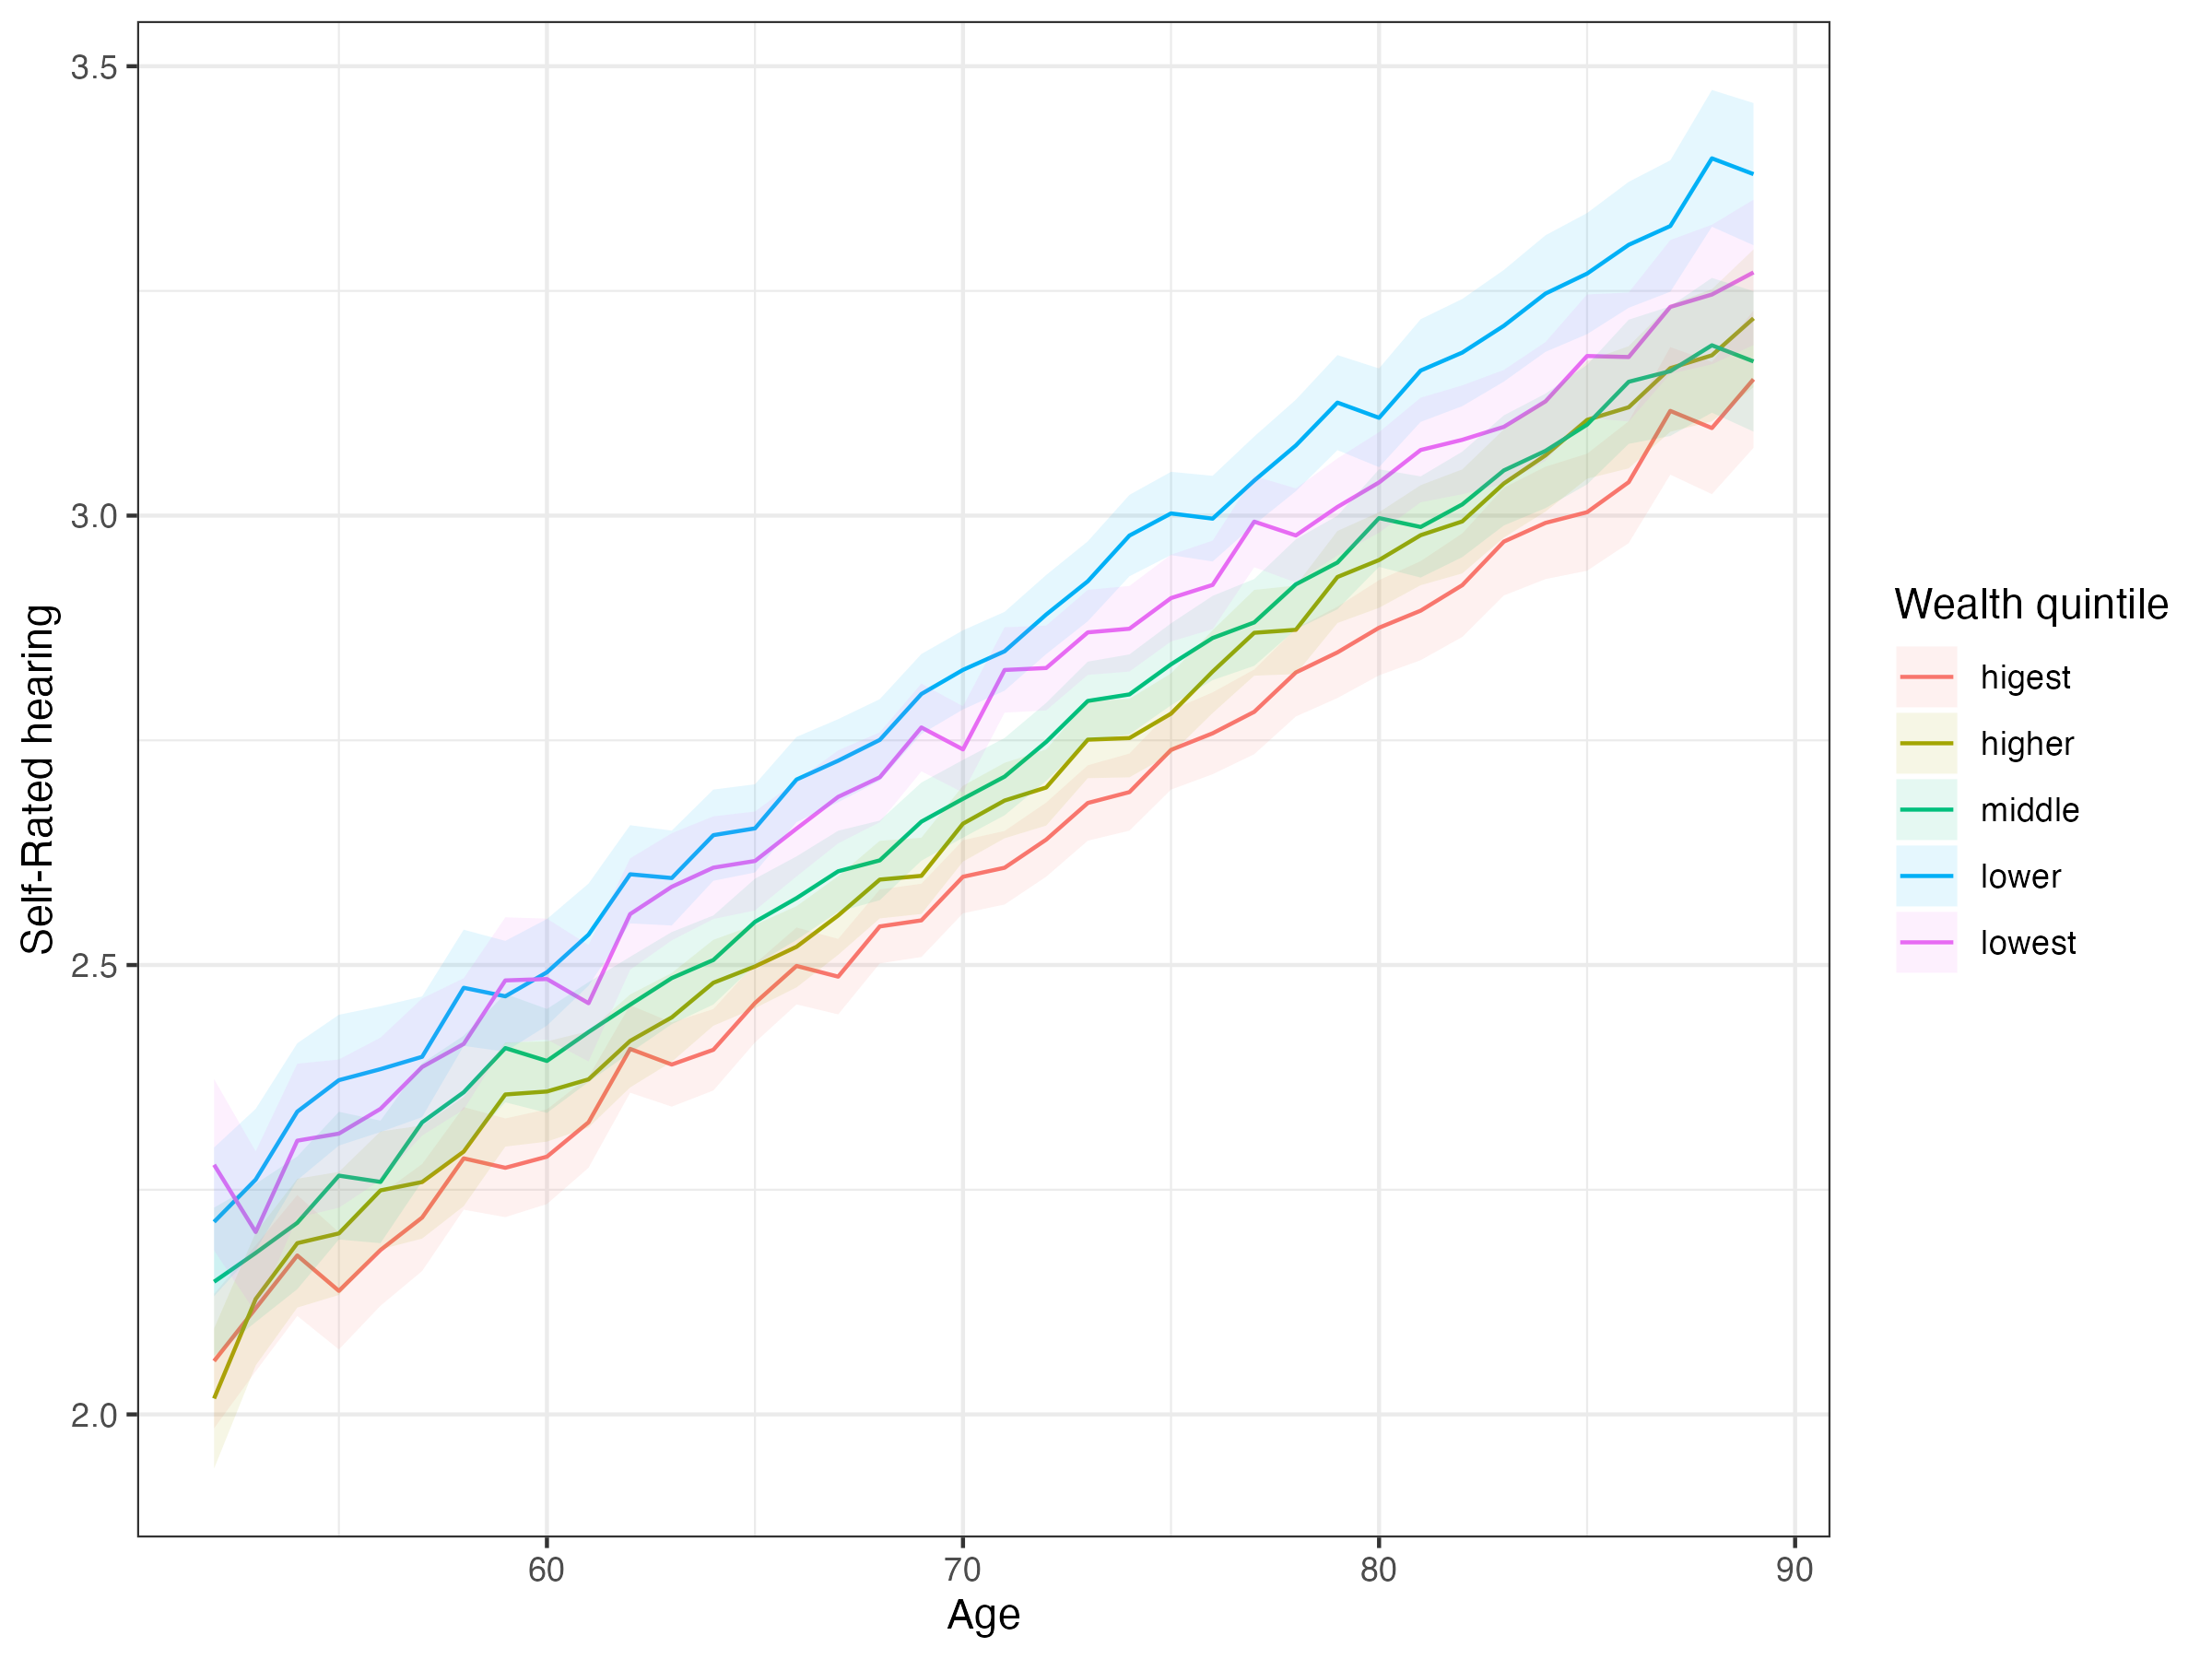 3.5
3.0
2.5
2.0
Self-Rated hearing
60 70 80 90
Age
Wealth quintile
higest
higher
middle
lower
lowest